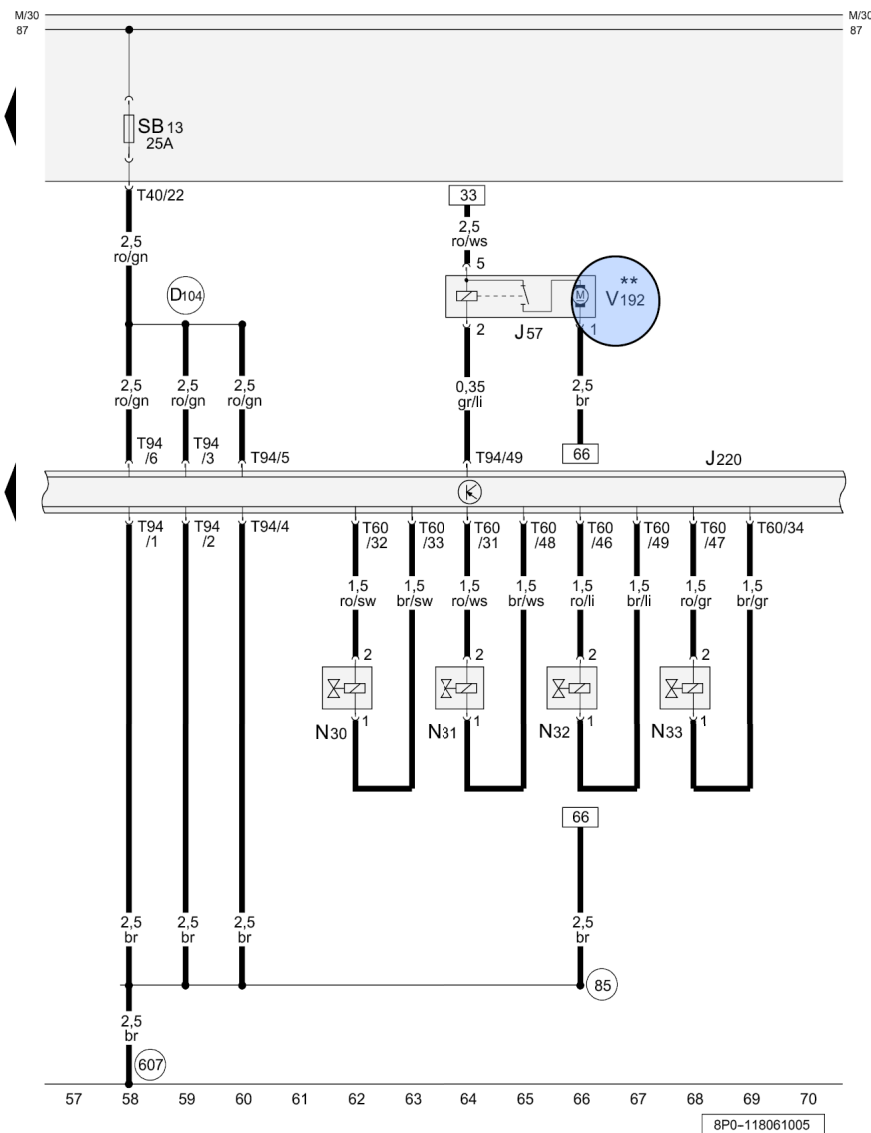 M/30 M/30
87 87
SB 13
25A
T40/22
33
2,5
ro/gn
2,5
ro/ws
5
**
M
V192
D104
2
J57
1
2,5
ro/gn
2,5
ro/gn
2,5
ro/gn
0,35
gr/li
2,5
br
T94
/6
T94
/3
T94/5
T94/49
66
J220
T94
/1
T94
/2
T94/4
T60
/32
T60
/33
T60
/31
T60
/48
T60
/46
T60
/49
T60
/47
T60/34
1,5
ro/sw
1,5
br/sw
1,5
ro/ws
1,5
br/ws
1,5
ro/li
1,5
br/li
1,5
ro/gr
1,5
br/gr
2 2 2 2
1 1 1 1
N30 N31 N32 N33
66
2,5
br
2,5
br
2,5
br
2,5
br
85
2,5
br
607
57 58 59 60 61 62 63 64 65 66 67 68 69 70
8P0-118061005